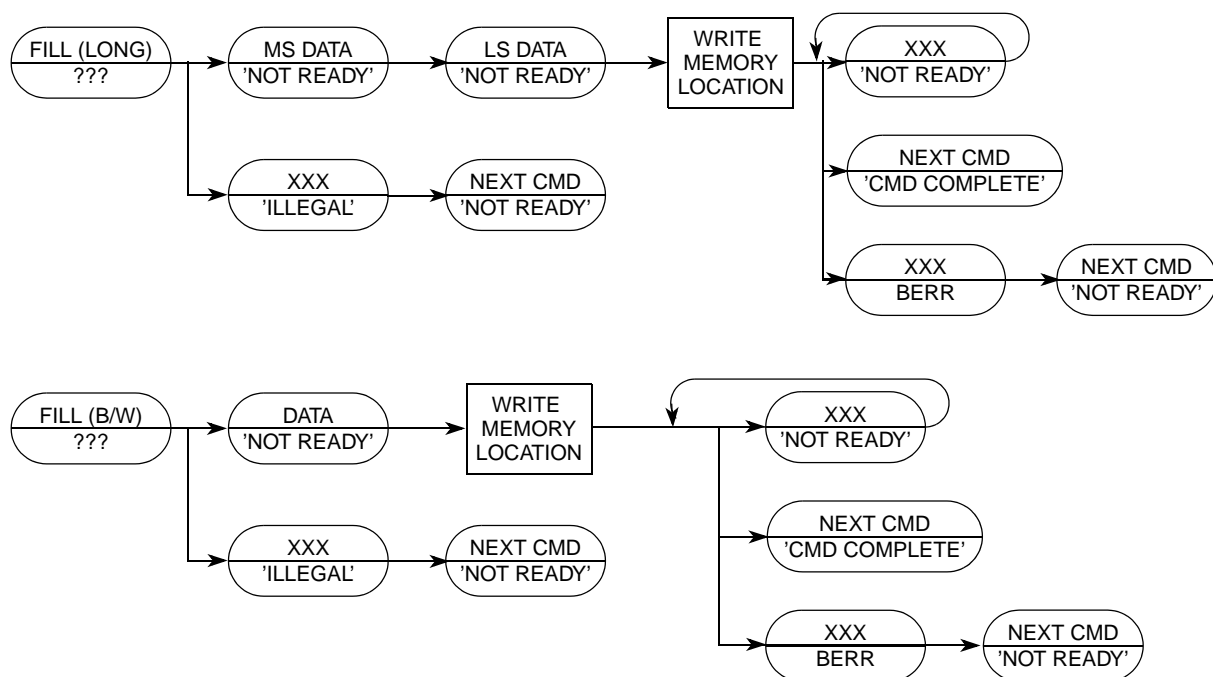 FILL (LONG)
???
MS DATA
'NOT READY'
LS DATA
'NOT READY'
WRITE
MEMORY
LOCATION
XXX
'NOT READY'
NEXT CMD
'CMD COMPLETE'
XXX
'ILLEGAL'
NEXT CMD
'NOT READY'
XXX
BERR
NEXT CMD
'NOT READY'
FILL (B/W)
???
DATA
'NOT READY'
WRITE
MEMORY
LOCATION
XXX
'NOT READY'
NEXT CMD
'CMD COMPLETE'
XXX
'ILLEGAL'
NEXT CMD
'NOT READY'
XXX
BERR
NEXT CMD
'NOT READY'